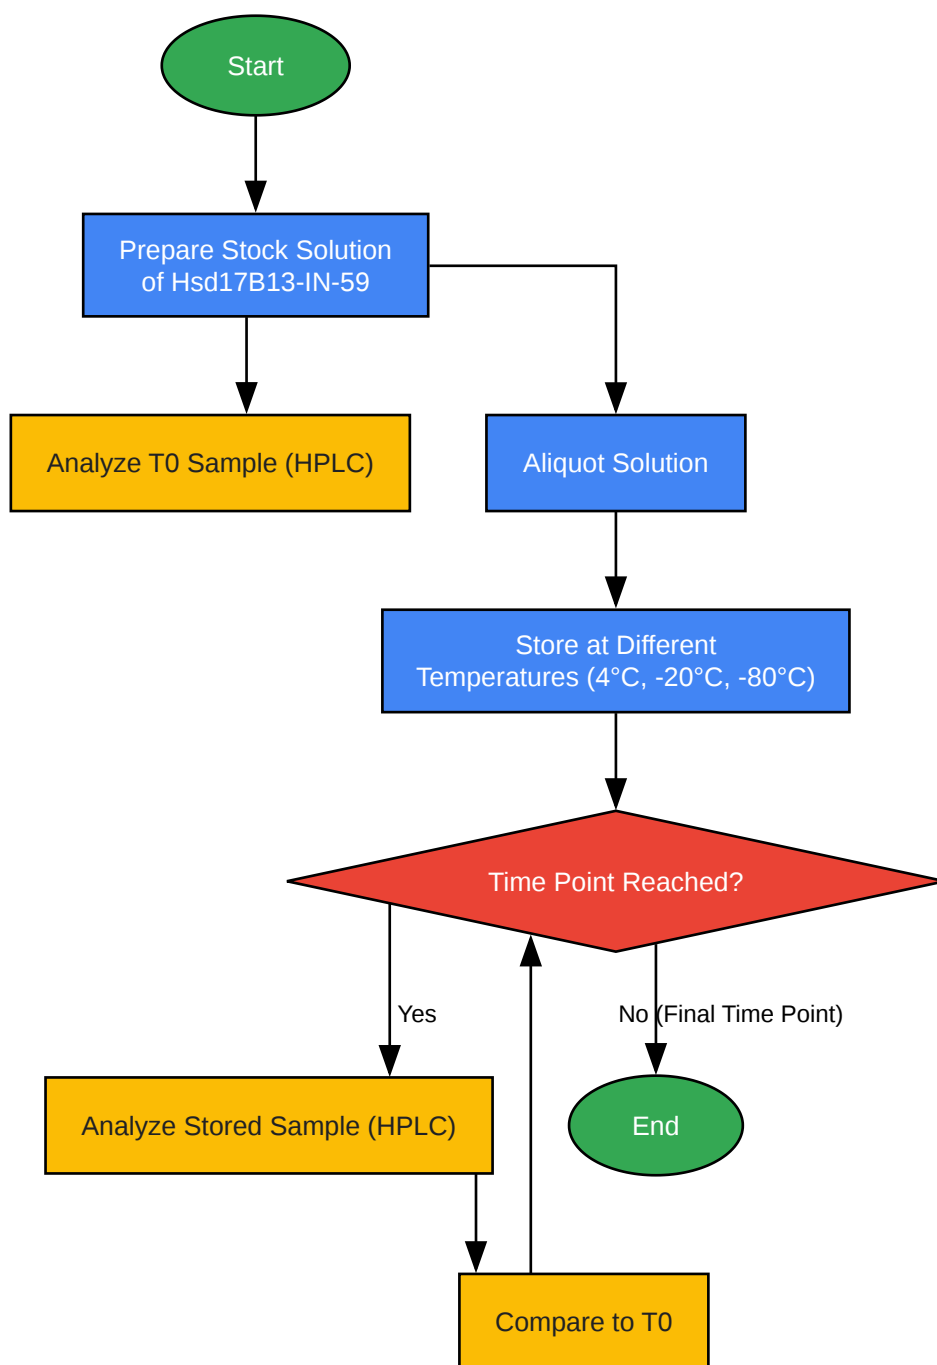 Start
Prepare Stock Solution
of Hsd17B13-IN-59
Analyze T0 Sample (HPLC)
Aliquot Solution
Store at Different
Temperatures (4°C, -20°C, -80°C)
Time Point Reached?
Yes
No (Final Time Point)
Analyze Stored Sample (HPLC)
End
Compare to T0